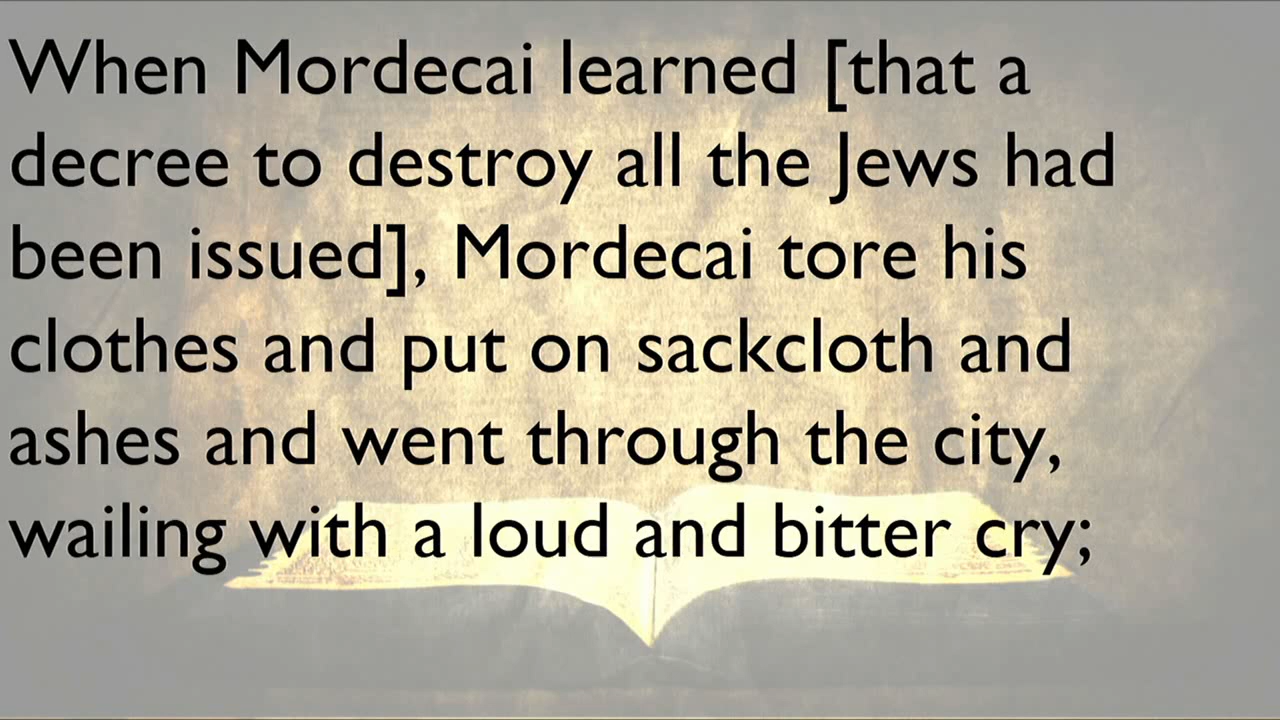 When Mordecai learned [that a
decree to destroy all the Jews had
been issued], Mordecai tore his
clothes and put on sackcloth and
ashes and went through the city,
wailing with a loud and bitter cry;